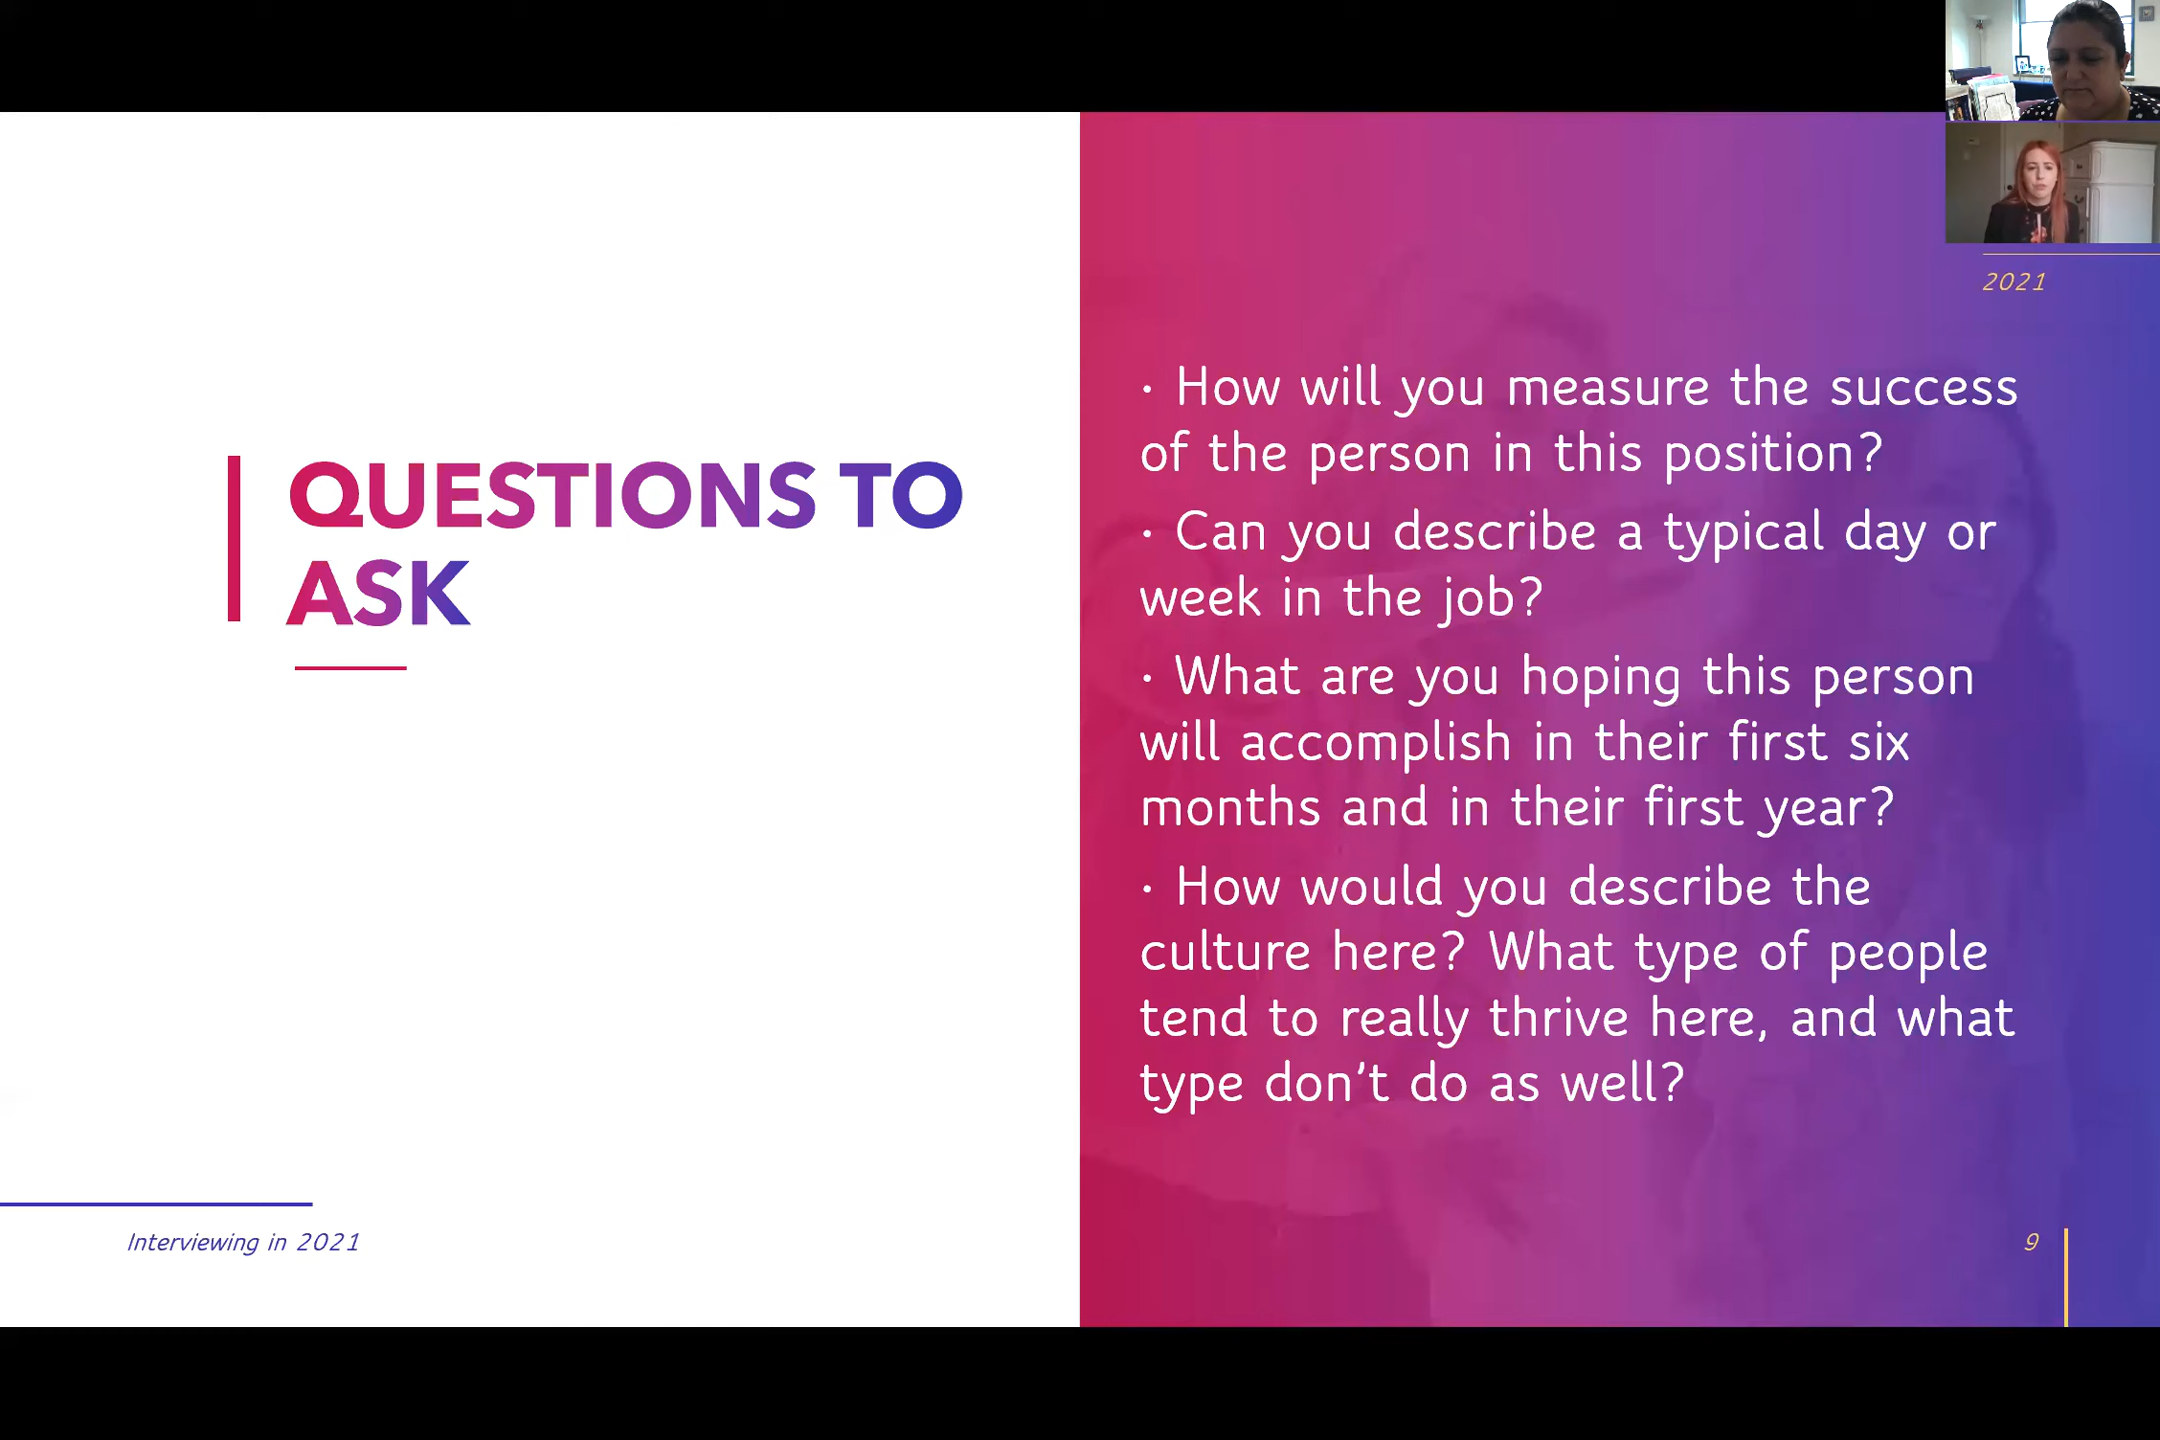 2021
QUESTIONS TO
ASK
· How will you measure the success
of the person in this position?
· Can you describe a typical day or
week in the job?
· What are you hoping this person
will accomplish in their first six
months and in their first year?
· How would you describe the
culture here? What type of people
tend to really thrive here, and what
type don’t do as well?
Interviewing in 2021
9